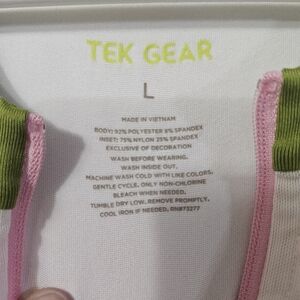 TEK GEAR
L
MADE IN VIETNAM
BODY: 92% POLYESTER 8% SPANDEX
INSET: 75% NYLON 25% SPANDEX
EXCLUSIVE OF DECORATION
WASH BEFORE WEARING.
WASH INSIDE OUT.
MACHINE WASH COLD WITH LIKE COLORS,
GENTLE CYCLE. ONLY NON-CHLORINE
BLEACH WHEN NEEDED.
TUMBLE DRY LOW. REMOVE PROMPTLY.
COOL IRON IF NEEDED. RN#73277